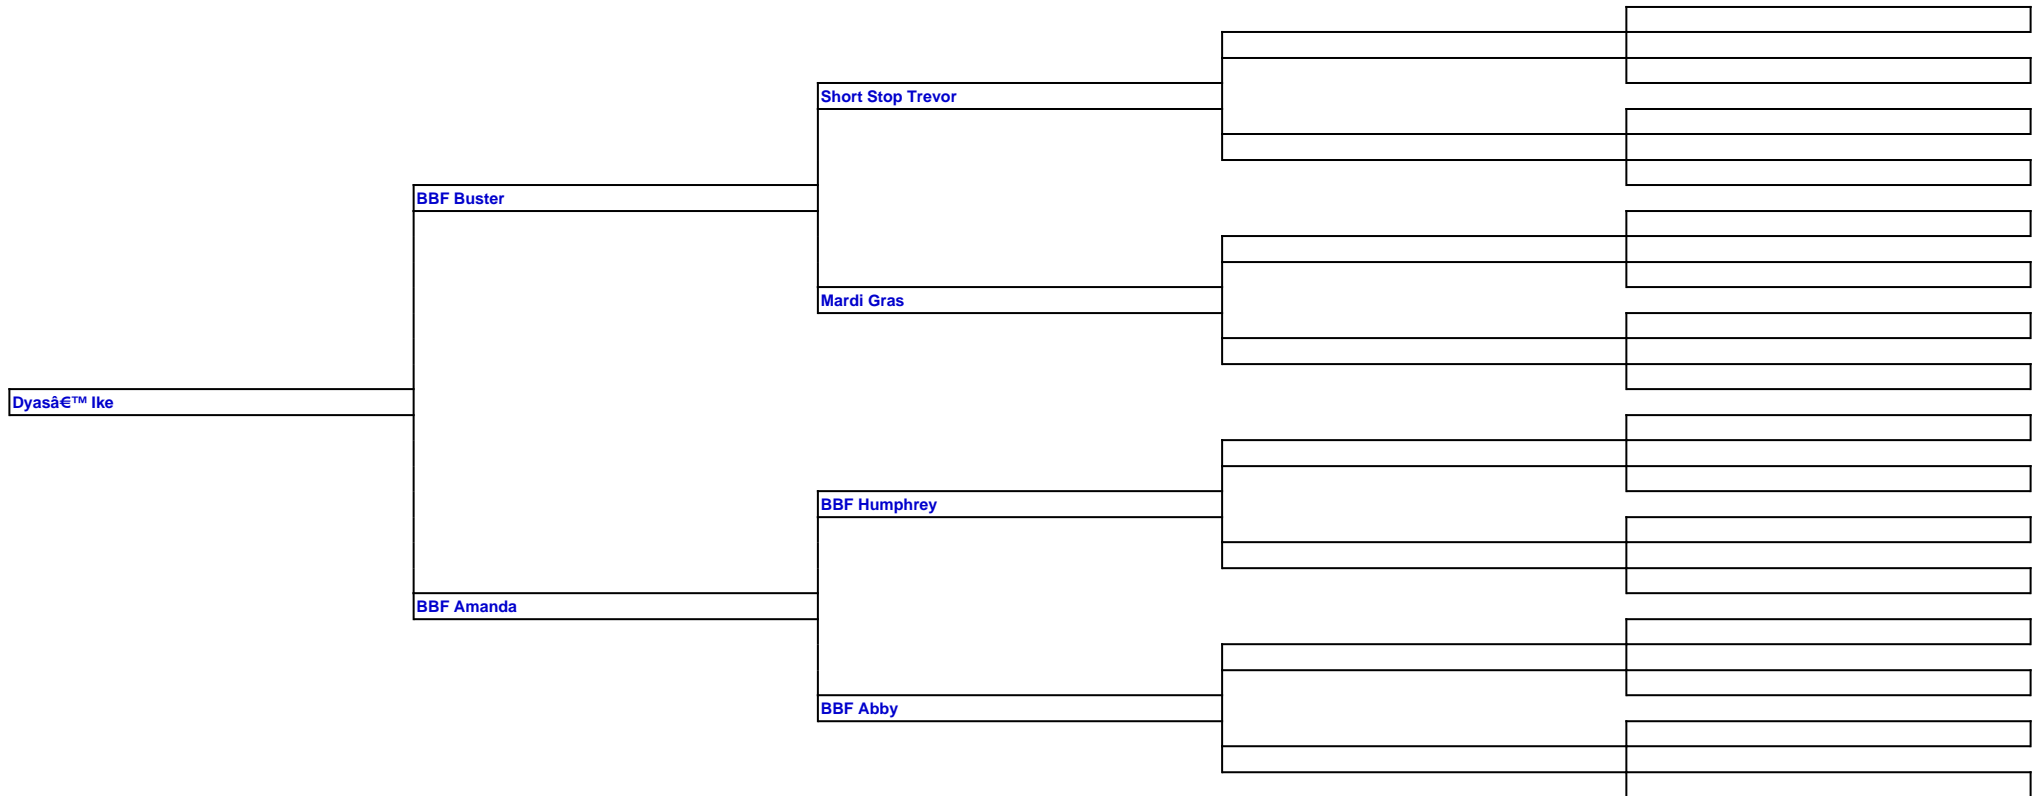 Short Stop Trevor
BBF Buster
Mardi Gras
Dyasâ€™ Ike
BBF Humphrey
BBF Amanda
BBF Abby